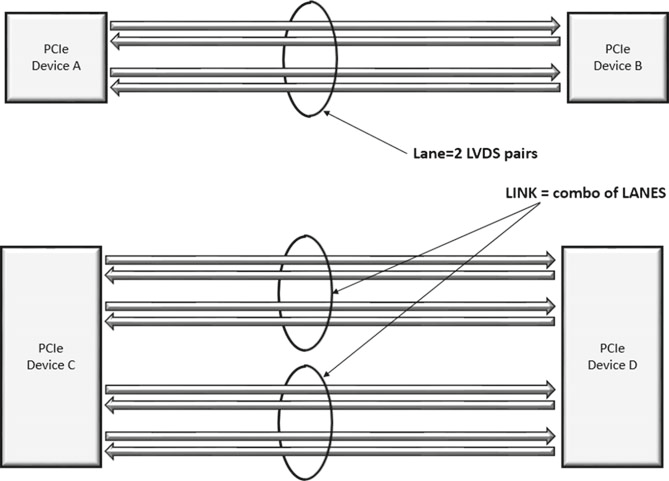 PCIe
Device A
PCIe
Device B
Lane=2 LVDS pairs
LINK = combo of LANES
PCIe
Device C
PCIe
Device D